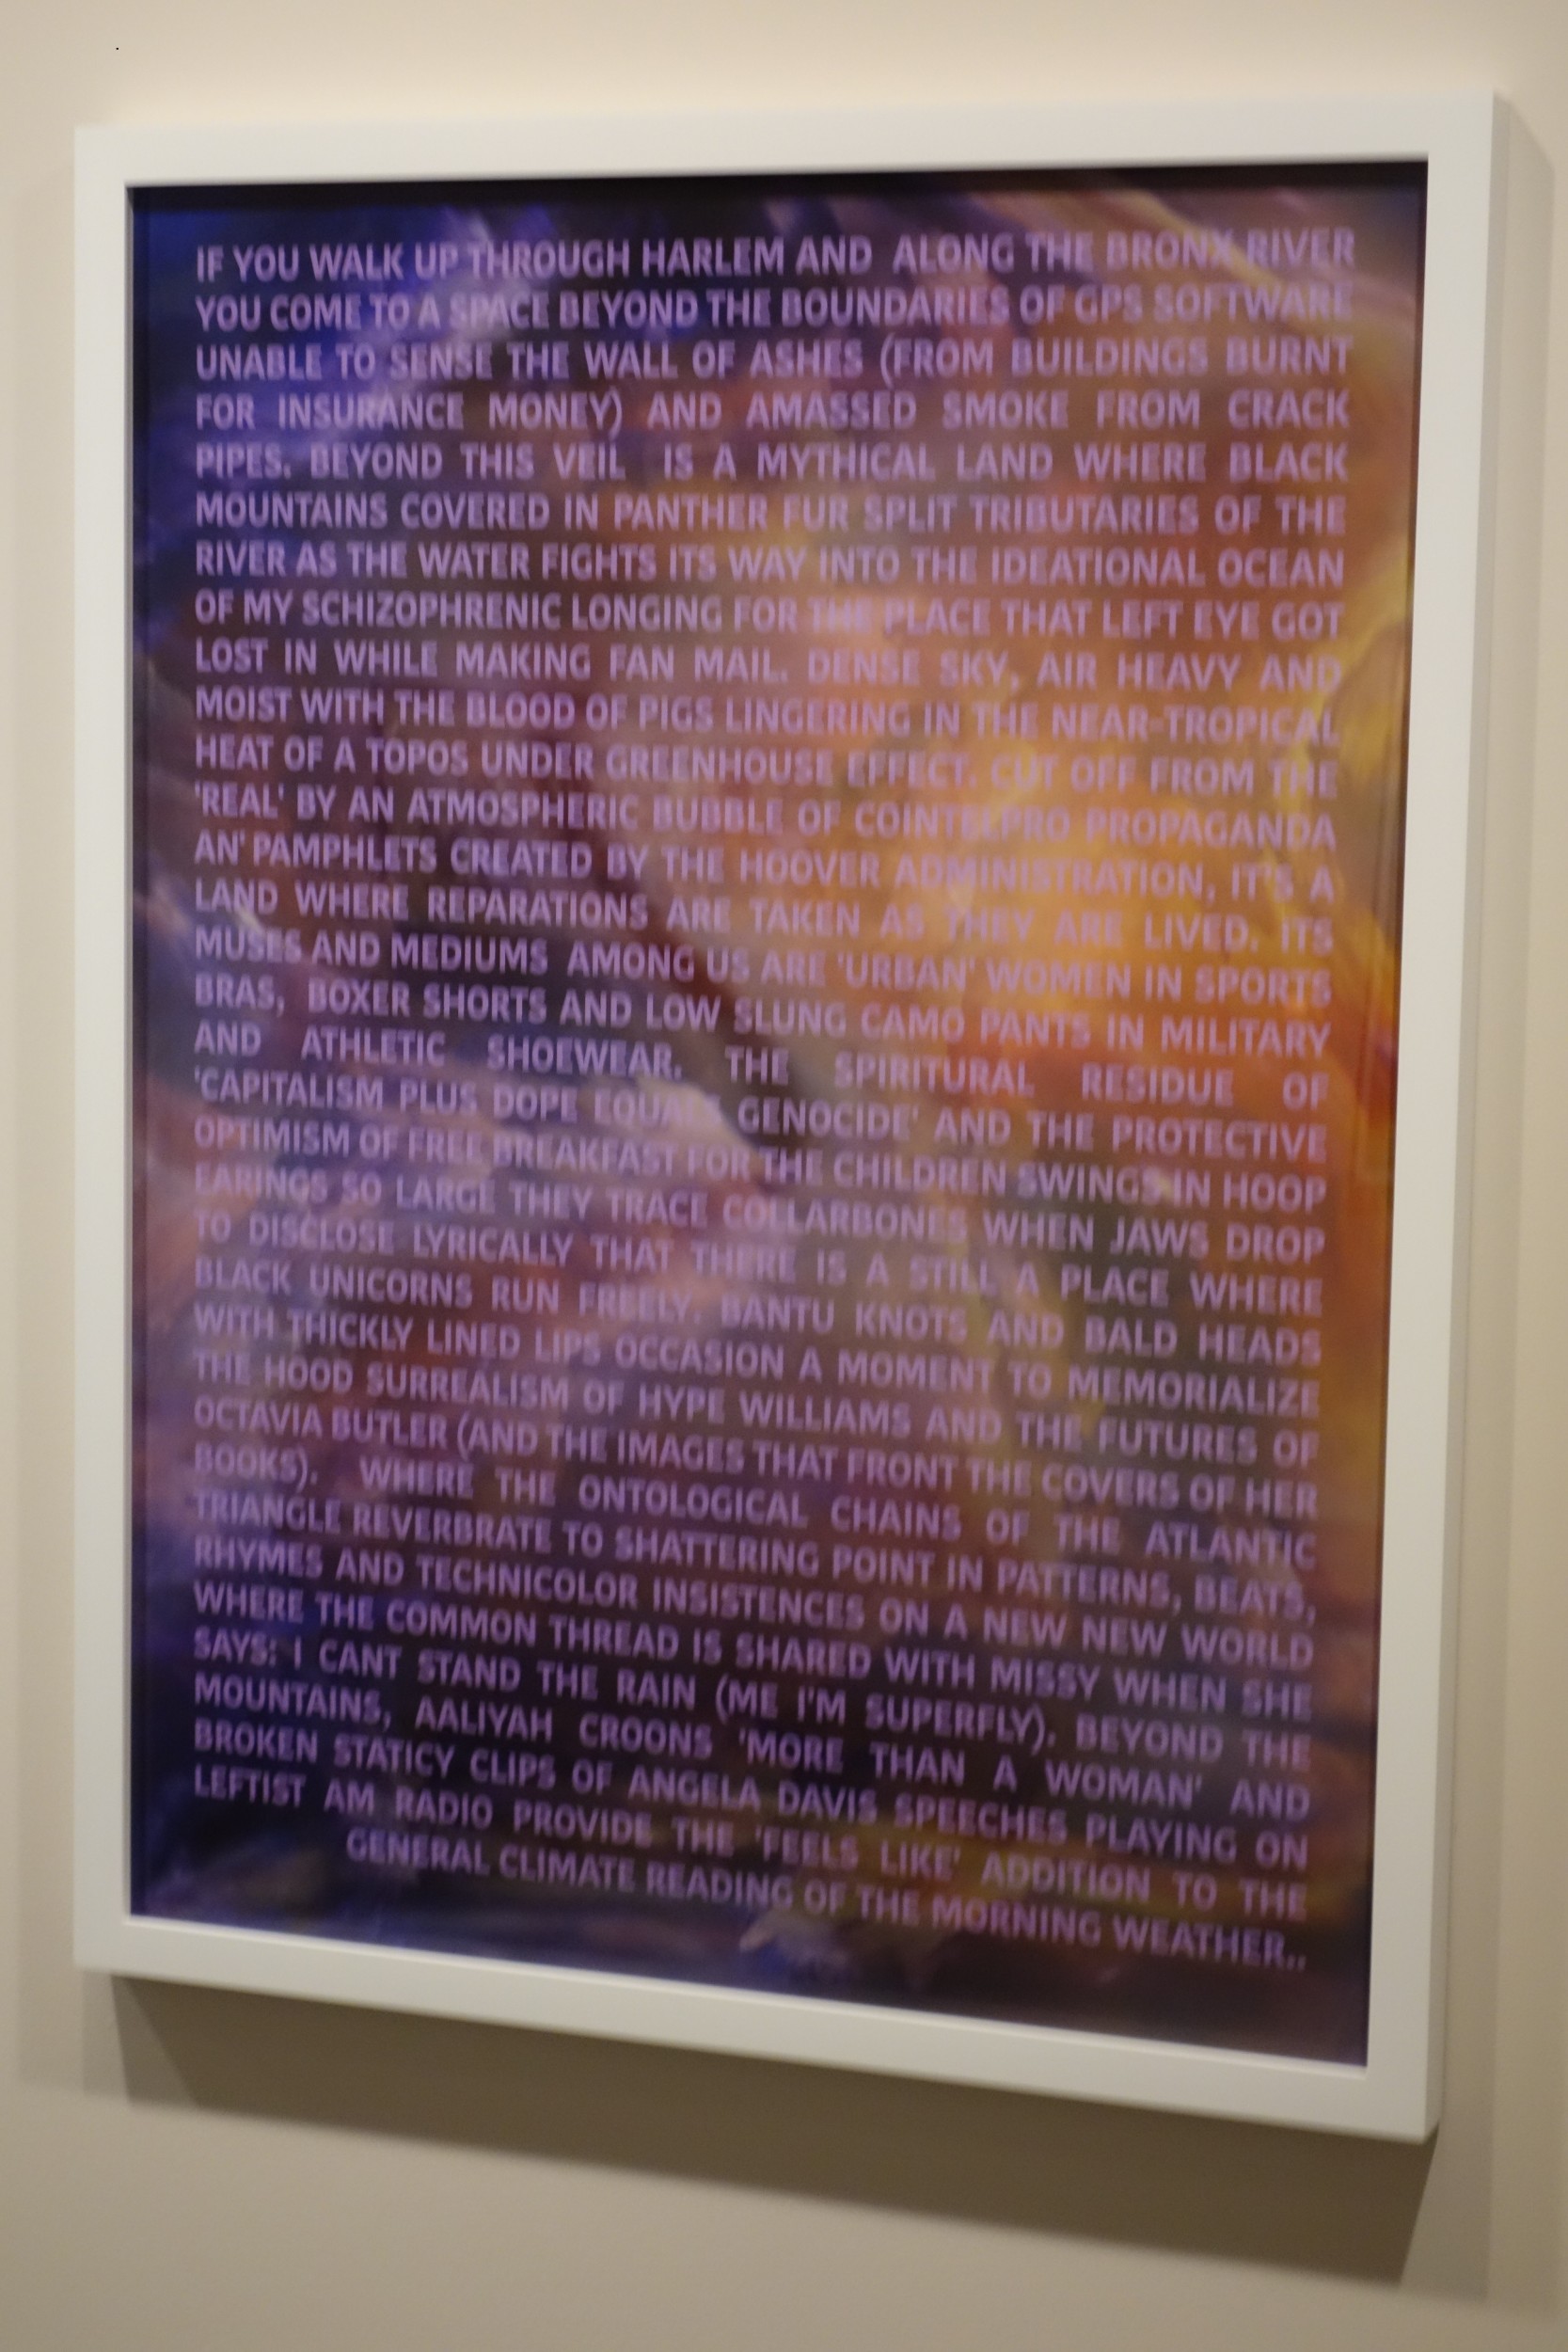 IF YOU WALK UP THROUGH HARLEM AND ALONG THE BRONX RIVER
YOU COME TO A SPACE BEYOND THE BOUNDARIES OF GPS SOFTWARE
UNABLE TO SENSE THE WALL OF ASHES (FROM BUILDINGS BURNT
FOR INSURANCE MONEY) AND AMASSED SMOKE FROM CRACK
PIPES. BEYOND THIS VEIL IS A MYTHICAL LAND WHERE BLACK
MOUNTAINS COVERED IN PANTHER FUR SPLIT TRIBUTARIES OF THE
RIVER AS THE WATER FIGHTS ITS WAY INTO THE IDEATIONAL OCEAN
OF MY SCHIZOPHRENIC LONGING FOR THE PLACE THAT LEFT EYE GOT
LOST IN WHILE MAKING FAN MAIL. DENSE SKY, AIR HEAVY AND
MOIST WITH THE BLOOD OF PIGS LINGERING IN THE NEAR-TROPICAL
HEAT OF A TOPOS UNDER GREENHOUSE EFFECT. CUT OFF FROM THE
'REAL' BY AN ATMOSPHERIC BUBBLE OF COINTELPRO PROPAGANDA
AN' PAMPHLETS CREATED BY THE HOOVER ADMINISTRATION, IT'S A
LAND WHERE REPARATIONS ARE TAKEN AS THEY ARE LIVED. ITS
MUSES AND MEDIUMS AMONG US ARE 'URBAN' WOMEN IN SPORTS
BRAS, BOXER SHORTS AND LOW SLUNG CAMO PANTS IN MILITARY
AND ATHLETIC SHOEWEAR. THE SPIRITURAL RESIDUE OF
'CAPITALISM PLUS DOPE EQUALS GENOCIDE' AND THE PROTECTIVE
OPTIMISM OF FREE BREAKFAST FOR THE CHILDREN SWINGS IN HOOP
EARINGS SO LARGE THEY TRACE COLLARBONES WHEN JAWS DROP
TO DISCLOSE LYRICALLY THAT THERE IS A STILL A PLACE WHERE
BLACK UNICORNS RUN FREELY. BANTU KNOTS AND BALD HEADS
WITH THICKLY LINED LIPS OCCASION A MOMENT TO MEMORIALIZE
THE HOOD SURREALISM OF HYPE WILLIAMS AND THE FUTURES OF
OCTAVIA BUTLER (AND THE IMAGES THAT FRONT THE COVERS OF HER
BOOKS). WHERE THE ONTOLOGICAL CHAINS OF THE ATLANTIC
TRIANGLE REVERBRATE TO SHATTERING POINT IN PATTERNS, BEATS,
RHYMES AND TECHNICOLOR INSISTENCES ON A NEW NEW WORLD
WHERE THE COMMON THREAD IS SHARED WITH MISSY WHEN SHE
SAYS: I CANT STAND THE RAIN (ME I'M SUPERFLY). BEYOND THE
MOUNTAINS, AALIYAH CROONS 'MORE THAN A WOMAN' AND
BROKEN STATICY CLIPS OF ANGELA DAVIS SPEECHES PLAYING ON
LEFTIST AM RADIO PROVIDE THE 'FEELS LIKE' ADDITION TO THE
GENERAL CLIMATE READING OF THE MORNING WEATHER..